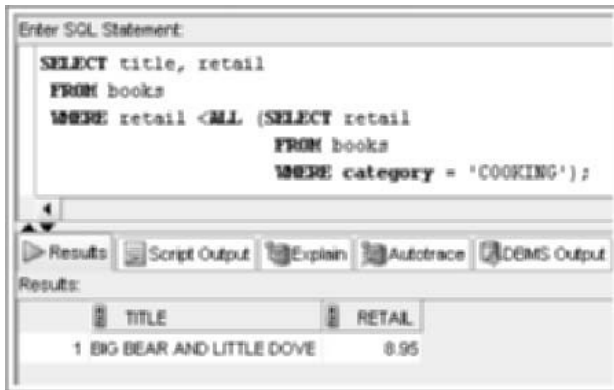 Enter SQL Statement:
SELECT title, retail
FROM books
WHERE retail <ALL (SELECT retail
FROM books
WHERE category = 'COOKING');
Results Script Output Explain Autotrace DBMS Output
Results:
TITLE RETAIL
1 BIG BEAR AND LITTLE DOVE 8.95